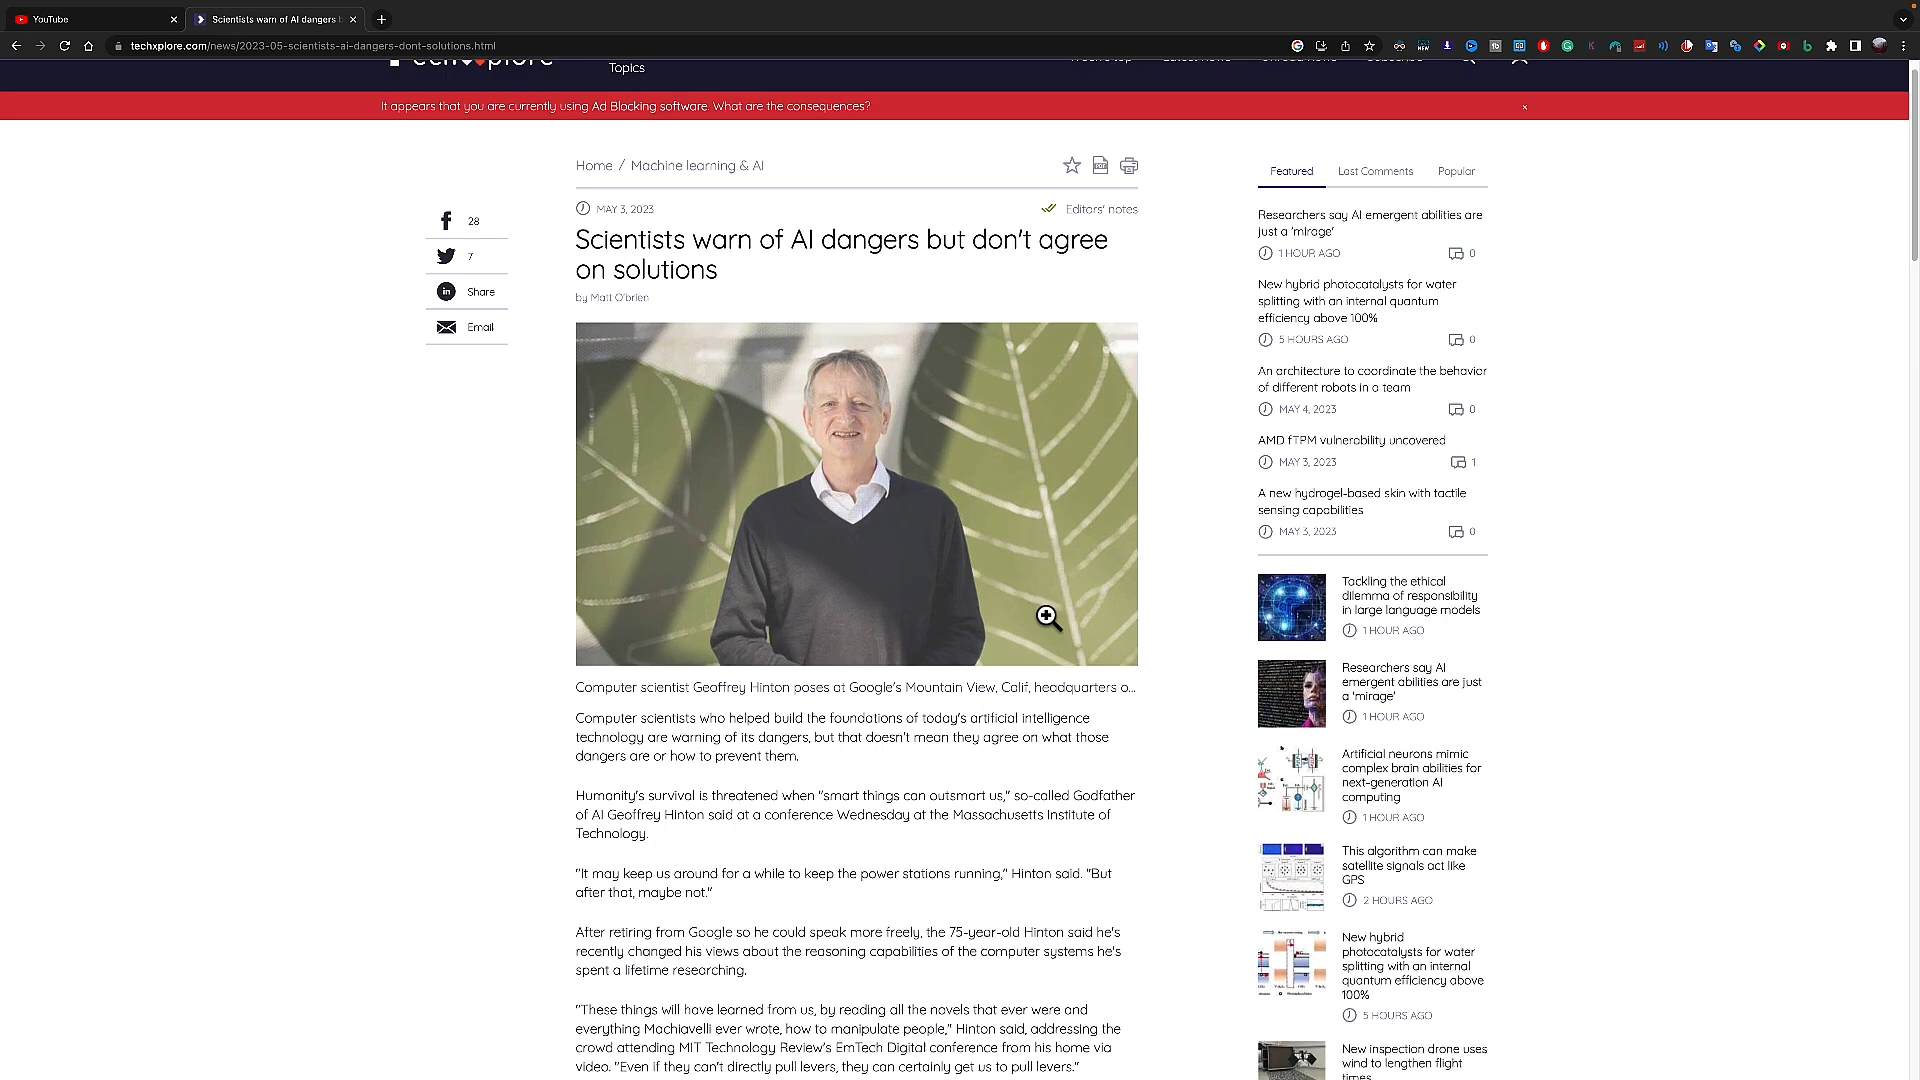 YouTube
Scientists warn of AI dangers b
techxplore.com/news/2023-05-scientists-ai-dangers-dont-solutions.html
Topics
It appears that you are currently using Ad Blocking software. What are the consequences?
Home / Machine learning & AI
MAY 3, 2023
Editors' notes
Scientists warn of AI dangers but don't agree
on solutions
by Matt O'brien
28
7
Share
Email
Computer scientist Geoffrey Hinton poses at Google's Mountain View, Calif, headquarters o...
Computer scientists who helped build the foundations of today's artificial intelligence
technology are warning of its dangers, but that doesn't mean they agree on what those
dangers are or how to prevent them.
Humanity's survival is threatened when "smart things can outsmart us," so-called Godfather
of AI Geoffrey Hinton said at a conference Wednesday at the Massachusetts Institute of
Technology.
"It may keep us around for a while to keep the power stations running," Hinton said. "But
after that, maybe not."
After retiring from Google so he could speak more freely, the 75-year-old Hinton said he's
recently changed his views about the reasoning capabilities of the computer systems he's
spent a lifetime researching.
"These things will have learned from us, by reading all the novels that ever were and
everything Machiavelli ever wrote, how to manipulate people," Hinton said, addressing the
crowd attending MIT Technology Review's EmTech Digital conference from his home via
video. "Even if they can't directly pull levers, they can certainly get us to pull levers."
Featured
Last Comments
Popular
Researchers say AI emergent abilities are
just a 'mirage'
1 HOUR AGO
0
New hybrid photocatalysts for water
splitting with an internal quantum
efficiency above 100%
5 HOURS AGO
0
An architecture to coordinate the behavior
of different robots in a team
MAY 4, 2023
0
AMD fTPM vulnerability uncovered
MAY 3, 2023
1
A new hydrogel-based skin with tactile
sensing capabilities
MAY 3, 2023
0
Tackling the ethical
dilemma of responsibility
in large language models
1 HOUR AGO
Researchers say AI
emergent abilities are just
a 'mirage'
1 HOUR AGO
Artificial neurons mimic
complex brain abilities for
next-generation AI
computing
1 HOUR AGO
This algorithm can make
satellite signals act like
GPS
2 HOURS AGO
New hybrid
photocatalysts for water
splitting with an internal
quantum efficiency above
100%
5 HOURS AGO
New inspection drone uses
wind to lengthen flight
times